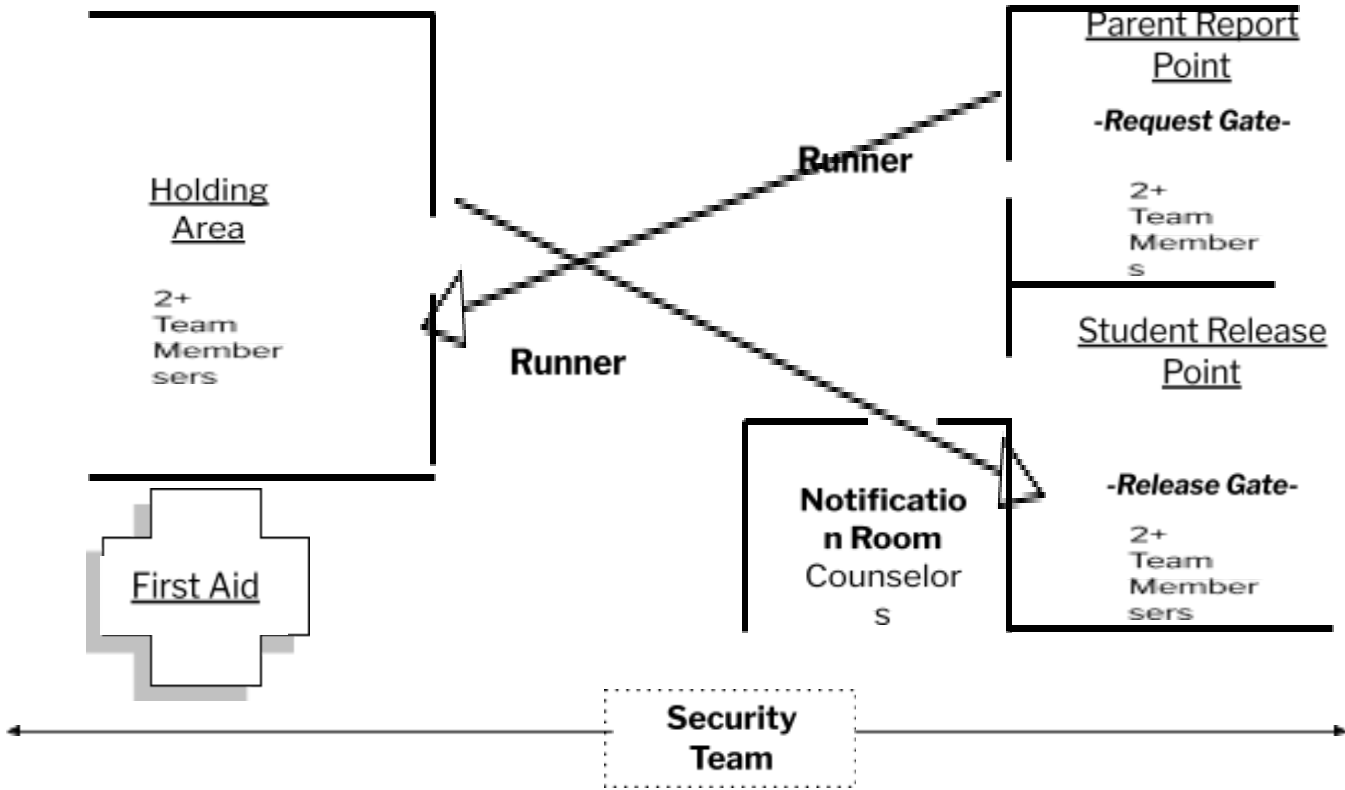 Parent Report
Point
-Request Gate-
2+
Team
Member
s
Runner
Holding
Area
2+
Team
Member
sers
Runner
Student Release
Point
-Release Gate-
2+
Team
Member
sers
Notificatio
n Room
Counselor
s
First Aid
Security
Team